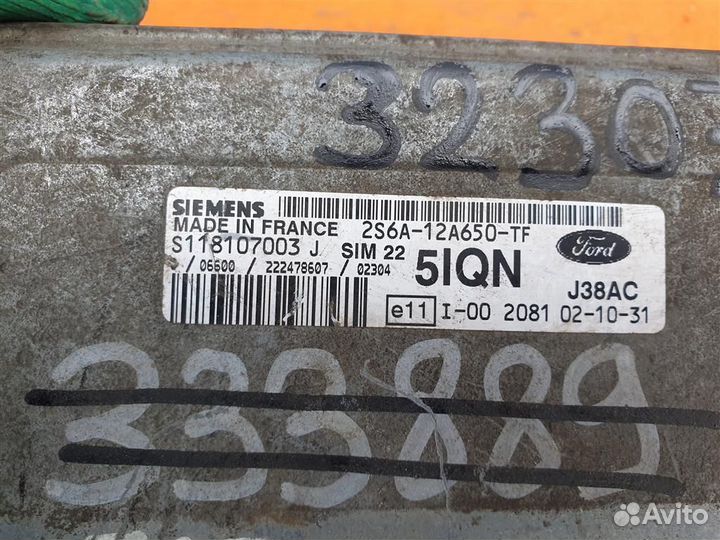 3230
SIEMENS
MADE IN FRANCE 2S6A-12A650-TF
S118107003 J SIM 22
/ 06600 / 222478607 / 02304
5IQN
Ford
J38AC
e11 I-00 2081 02-10-31
333889
Avito